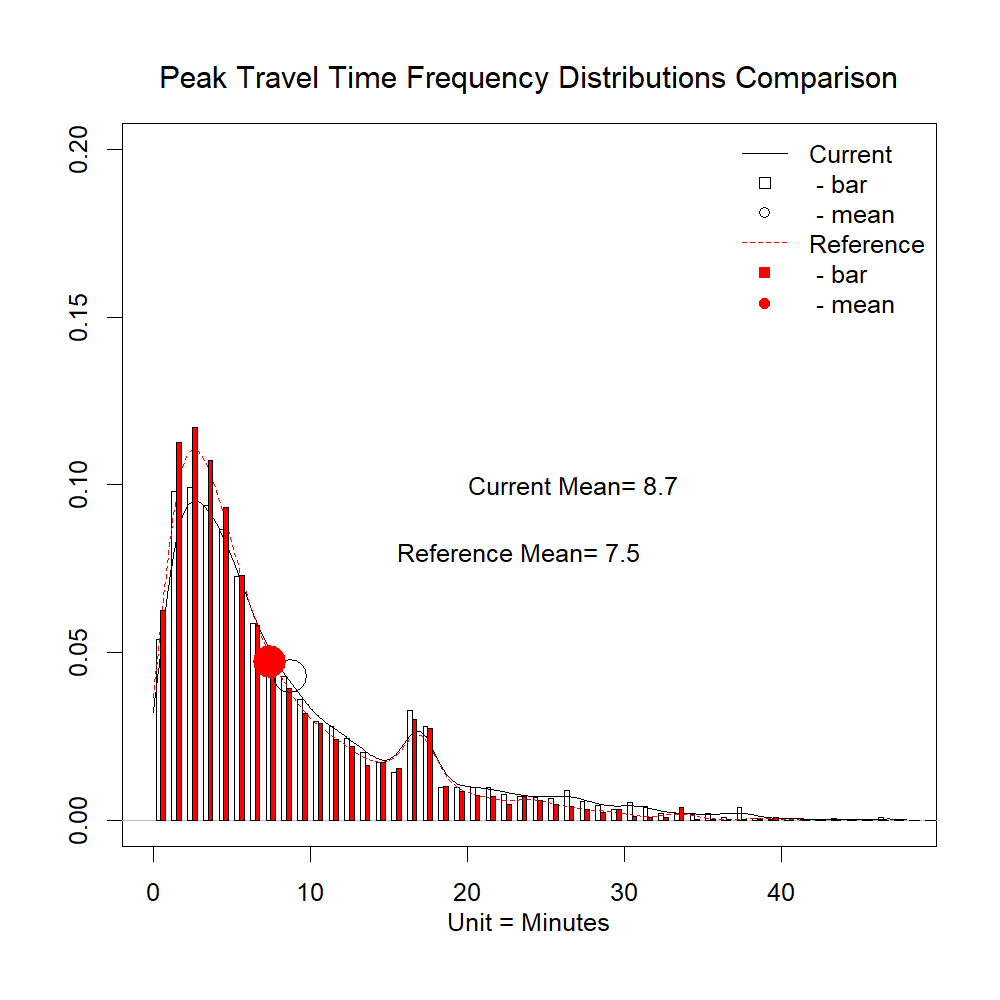 Peak Travel Time Frequency Distributions Comparison
0.20
0.15
0.10
0.05
0.00
Current
- bar
- mean
Reference
- bar
- mean
Current Mean= 8.7
Reference Mean= 7.5
0 10 20 30 40
Unit = Minutes